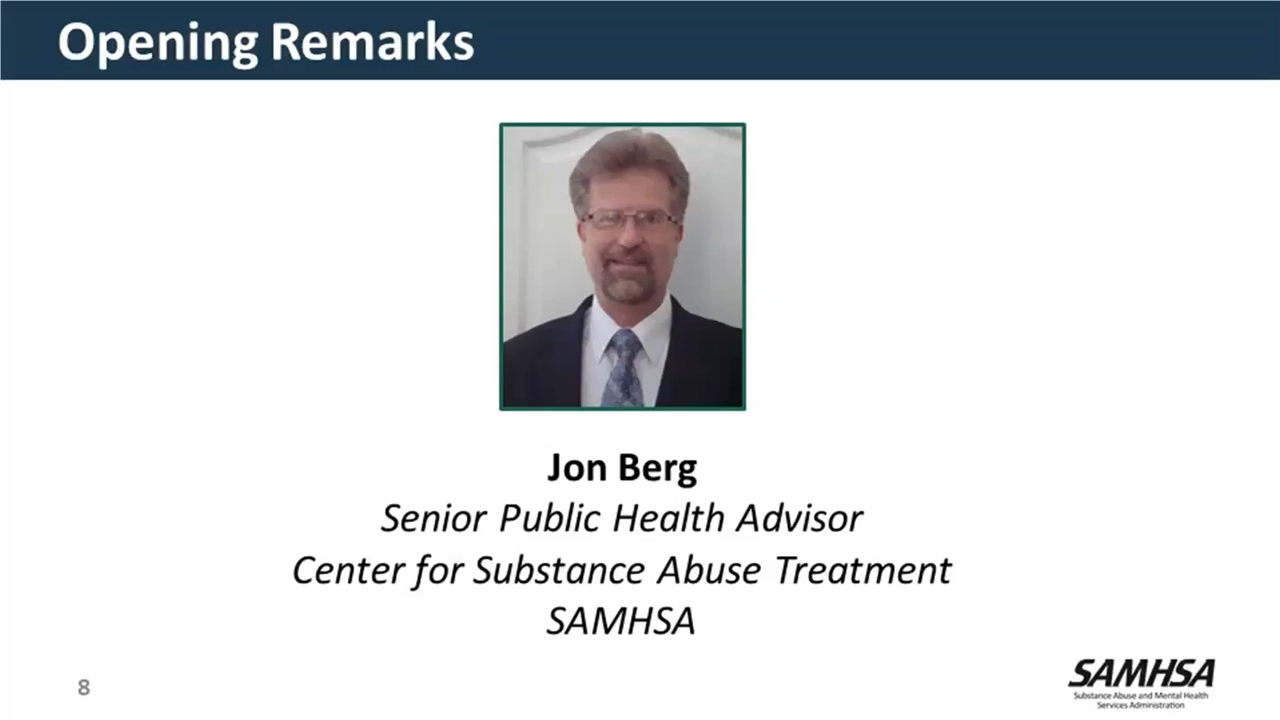 Opening Remarks
Jon Berg
Senior Public Health Advisor
Center for Substance Abuse Treatment
SAMHSA
8
SAMHSA
Substance Abuse and Mental Health
Services Administration